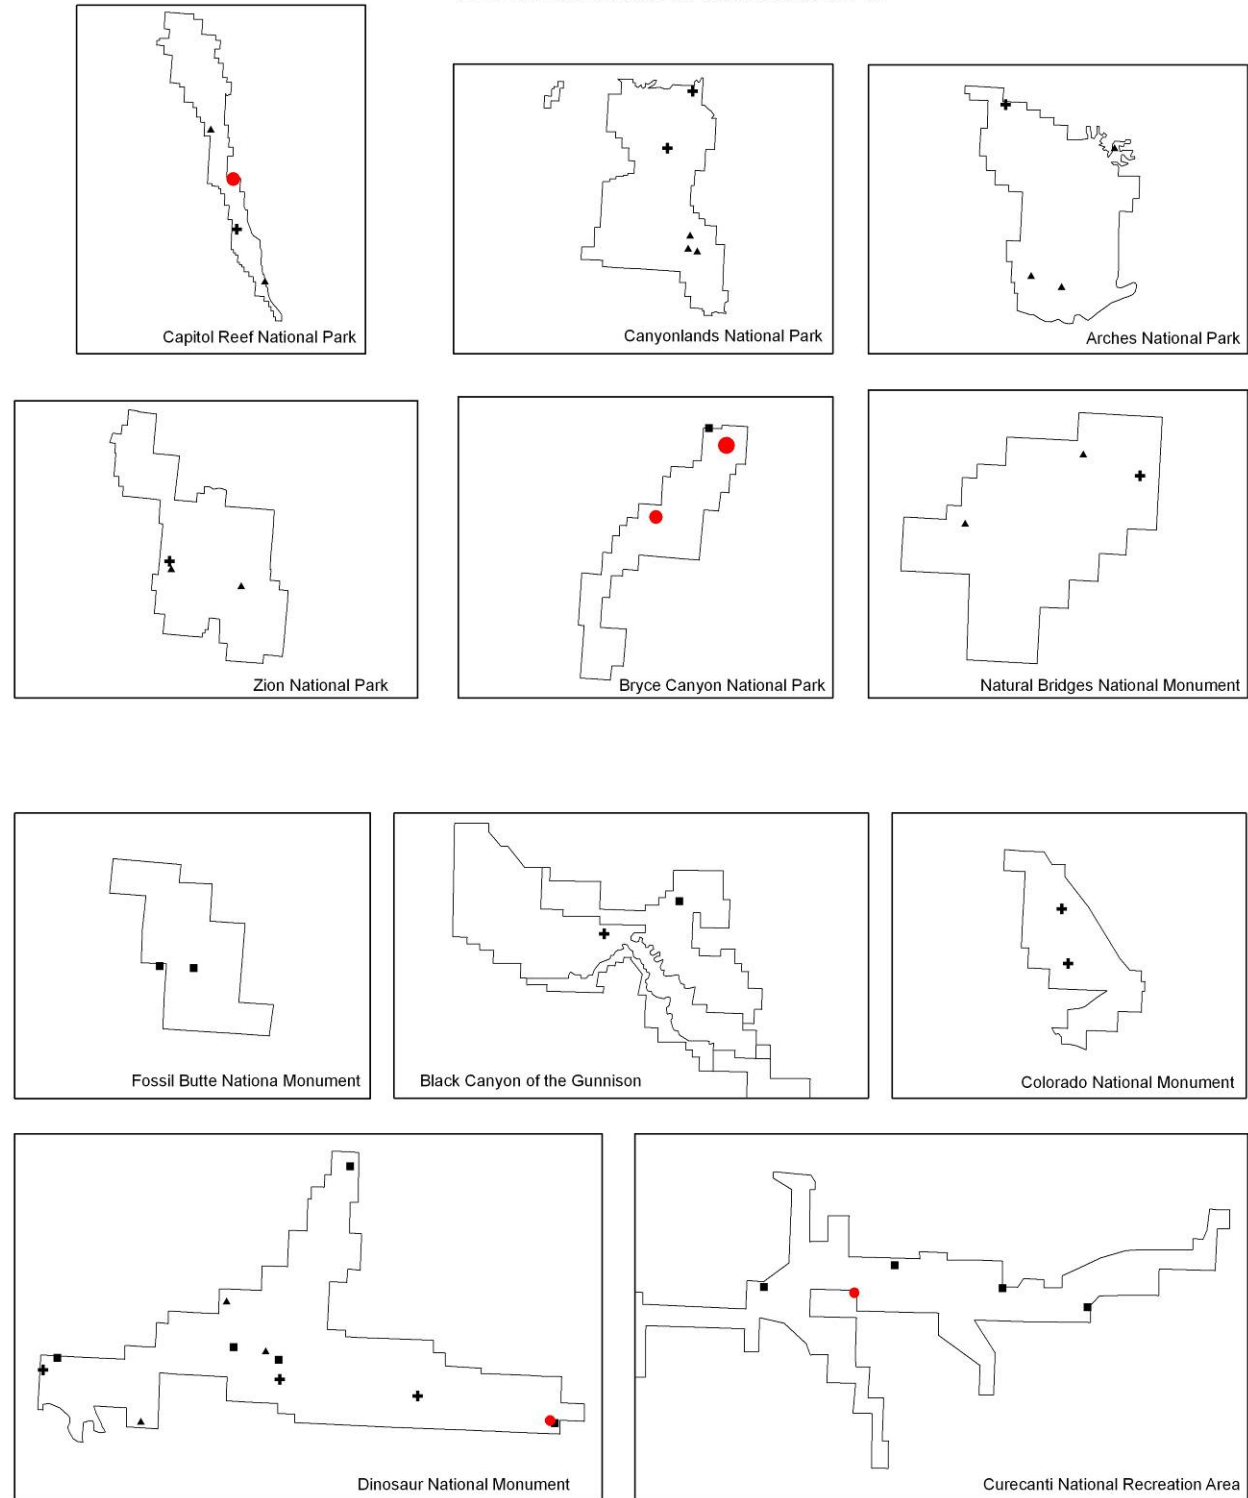 Capitol Reef National Park
Canyonlands National Park
Arches National Park
Zion National Park
Bryce Canyon National Park
Natural Bridges National Monument
Fossil Butte Nationa Monument
Black Canyon of the Gunnison
Colorado National Monument
Dinosaur National Monument
Curecanti National Recreation Area